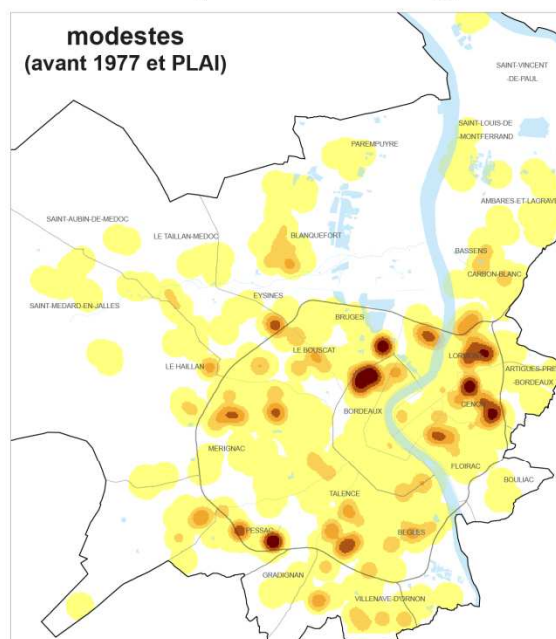 modestes
(avant 1977 et PLAI)
SAINT-VINCENT
-DE-PAUL
SAINT-LOUIS-DE
-MONTFERRAND
PAREMPUYRE
AMBARES-ET-LAGRAVE
SAINT-AUBIN-DE-MEDOC
LE TAILLAN-MEDOC
BLANQUEFORT
BASSENS
CARBON-BLANC
EYSINES
SAINT-MEDARD-EN-JALLES
BRUGES
LE BOUSCAT
LORMONT
LE HAILLAN
ARTIGUES-PRES
-BORDEAUX
CENON
BORDEAUX
MERIGNAC
FLOIRAC
BOULIAC
TALENCE
PESSAC
BEGLES
GRADIGNAN
VILLENAVE-D'ORNON